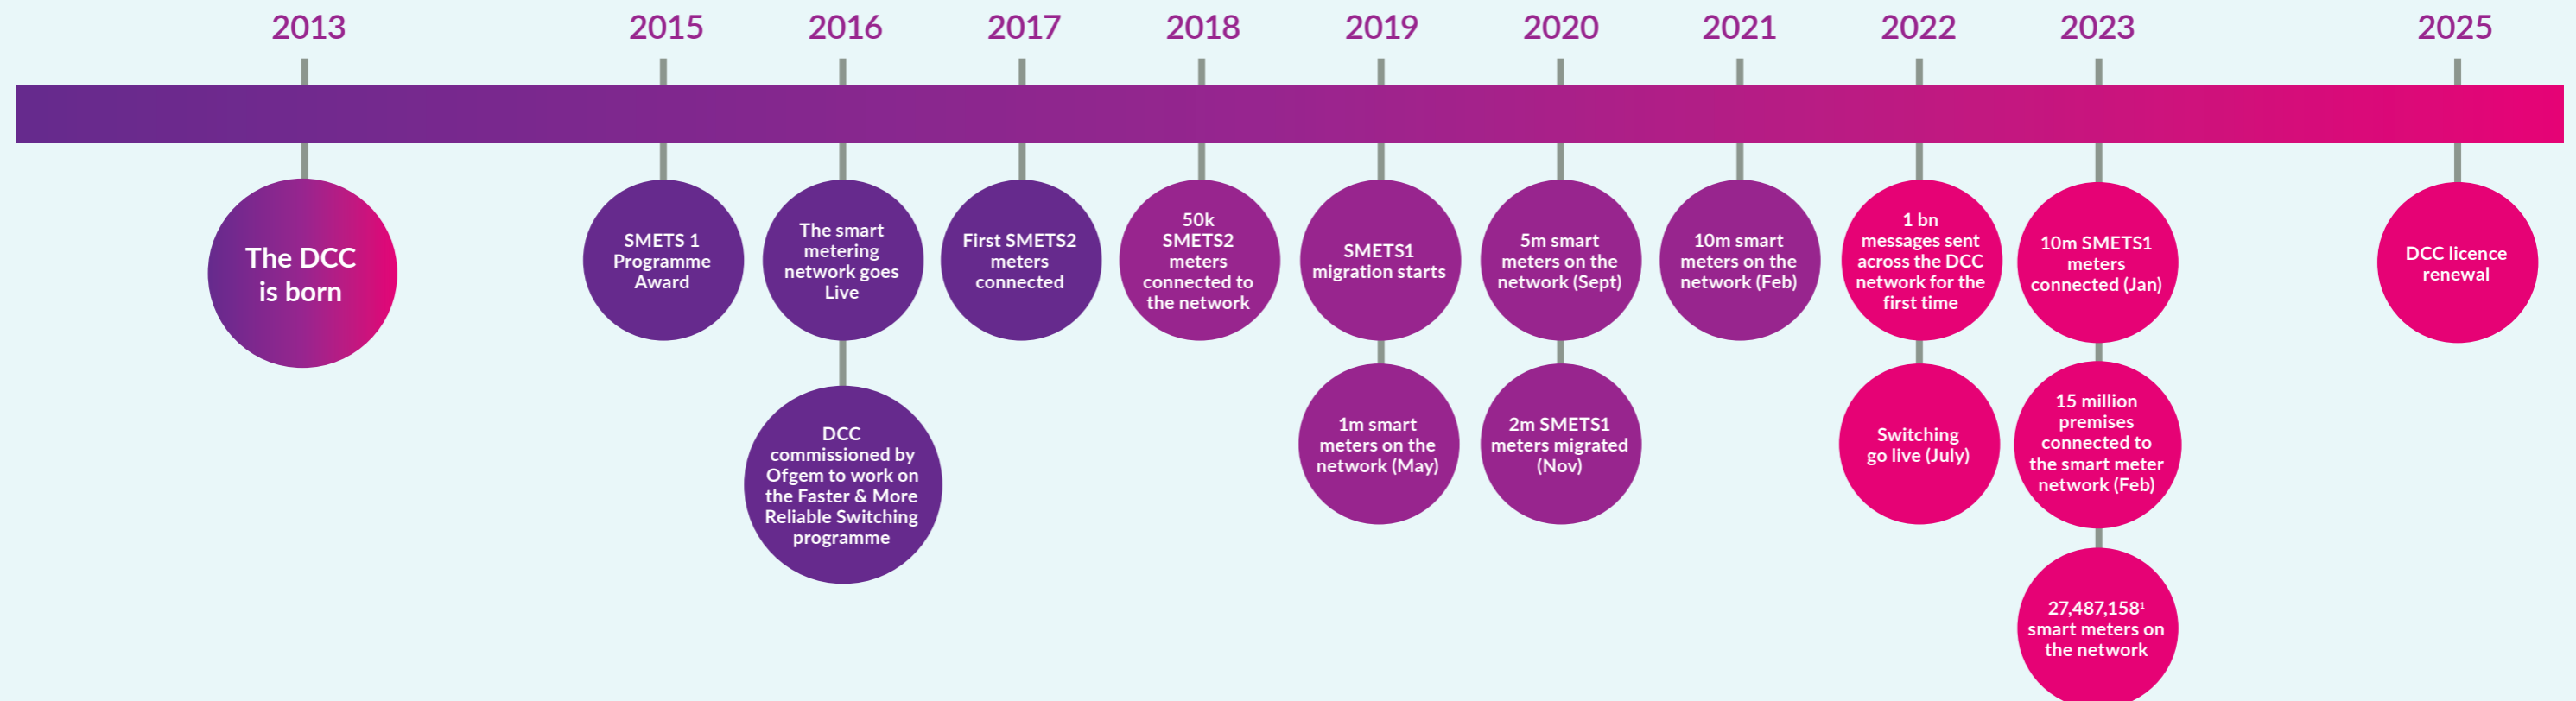 2013
2015
2016
2017
2018
2019
2020
2021
2022
2023
2025
The DCC
is born
SMETS 1
Programme
Award
The smart
metering
network goes
Live
DCC
commissioned by
Ofgem to work on
the Faster & More
Reliable Switching
programme
First SMETS2
meters
connected
50k
SMETS2
meters
connected to
the network
SMETS1
migration starts
1m smart
meters on the
network (May)
5m smart
meters on the
network (Sept)
2m SMETS1
meters migrated
(Nov)
10m smart
meters on the
network (Feb)
1 bn
messages sent
across the DCC
network for the
first time
Switching
go live (July)
10m SMETS1
meters
connected (Jan)
15 million
premises
connected to
the smart meter
network (Feb)
27,487,158¹
smart meters on
the network
DCC licence
renewal